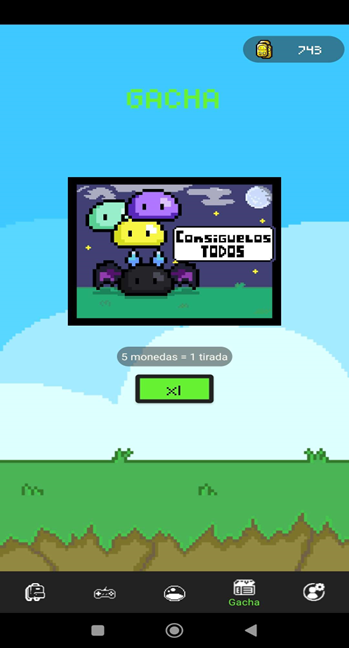 743
GACHA
Consiguelos
TODOS
5 monedas = 1 tirada
x1
Gacha